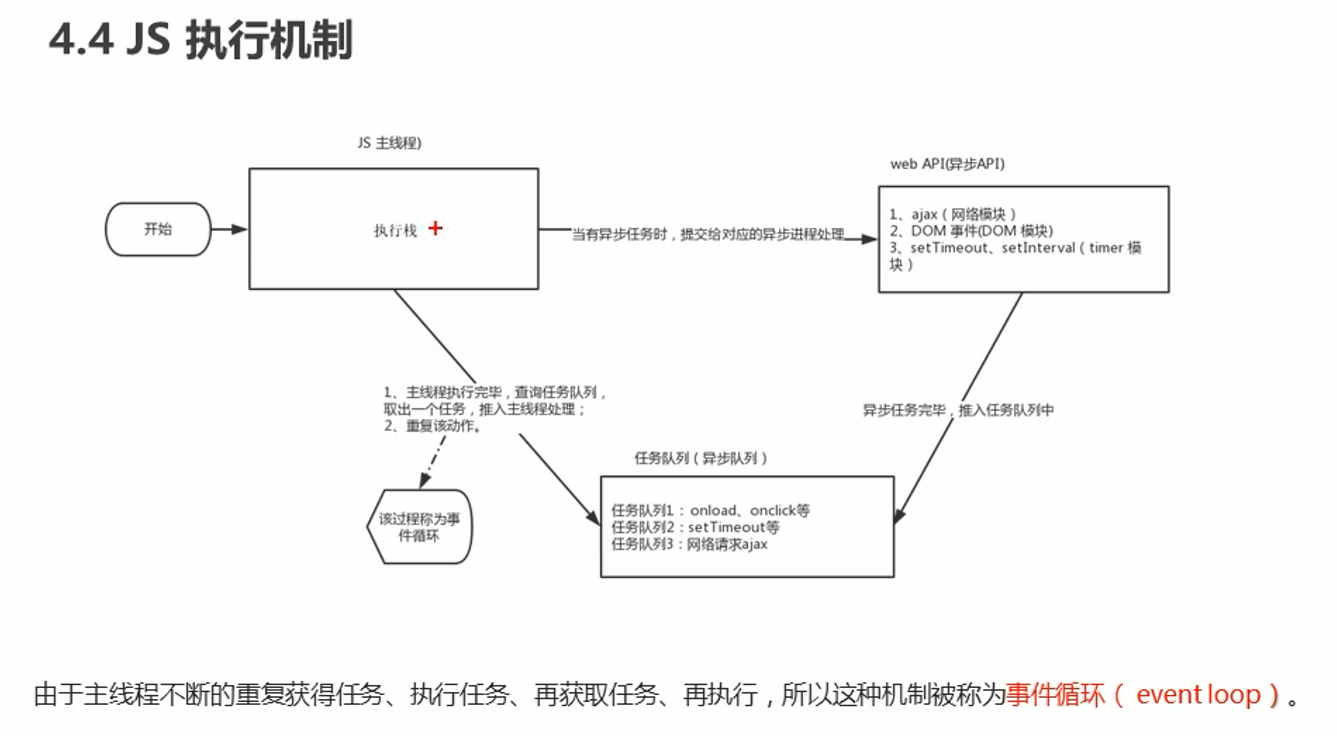 4.4 JS 执行机制
JS 主线程)
web API(异步API)
开始
执行栈
当有异步任务时，提交给对应的异步进程处理
1、ajax（网络模块）
2、DOM 事件(DOM 模块)
3、setTimeout、setInterval（timer 模
块）
1、主线程执行完毕，查询任务队列，
取出一个任务，推入主线程处理；
2、重复该动作。
异步任务完毕，推入任务队列中
任务队列（异步队列）
该过程称为事
件循环
任务队列1：onload、onclick等
任务队列2：setTimeout等
任务队列3：网络请求ajax
由于主线程不断的重复获得任务、执行任务、再获取任务、再执行，所以这种机制被称为事件循环（ event loop）。